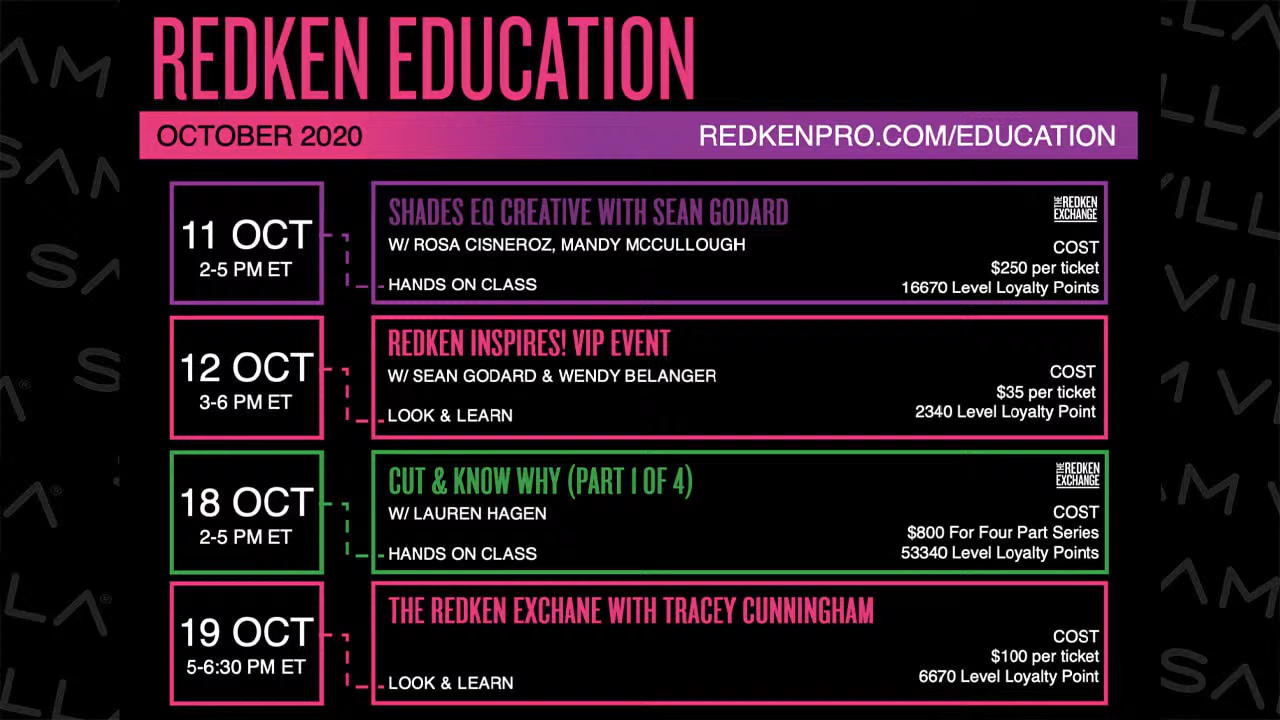 REDKEN EDUCATION
OCTOBER 2020
REDKENPRO.COM/EDUCATION
11 OCT
2-5 PM ET
SHADES EQ CREATIVE WITH SEAN GODARD
W/ ROSA CISNEROZ, MANDY MCCULLOUGH
HANDS ON CLASS
THE REDKEN
EXCHANGE
COST
$250 per ticket
16670 Level Loyalty Points
12 OCT
3-6 PM ET
REDKEN INSPIRES! VIP EVENT
W/ SEAN GODARD & WENDY BELANGER
LOOK & LEARN
COST
$35 per ticket
2340 Level Loyalty Point
18 OCT
2-5 PM ET
CUT & KNOW WHY (PART 1 OF 4)
W/ LAUREN HAGEN
HANDS ON CLASS
THE REDKEN
EXCHANGE
COST
$800 For Four Part Series
53340 Level Loyalty Points
19 OCT
5-6:30 PM ET
THE REDKEN EXCHANE WITH TRACEY CUNNINGHAM
LOOK & LEARN
COST
$100 per ticket
6670 Level Loyalty Point